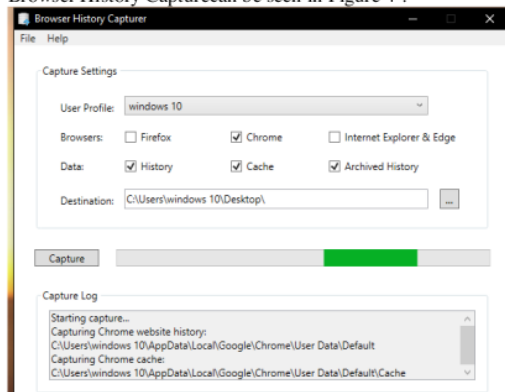 Browser History Capturecan be seen in Figure 4 .
Browser History Capturer
File Help
Capture Settings
User Profile: windows 10
Browsers: Firefox Chrome Internet Explorer & Edge
Data: History Cache Archived History
Destination: C:\Users\windows 10\Desktop\ ...
Capture
Capture Log
Starting capture...
Capturing Chrome website history:
C:\Users\windows 10\AppData\Local\Google\Chrome\User Data\Default
Capturing Chrome cache:
C:\Users\windows 10\AppData\Local\Google\Chrome\User Data\Default\Cache